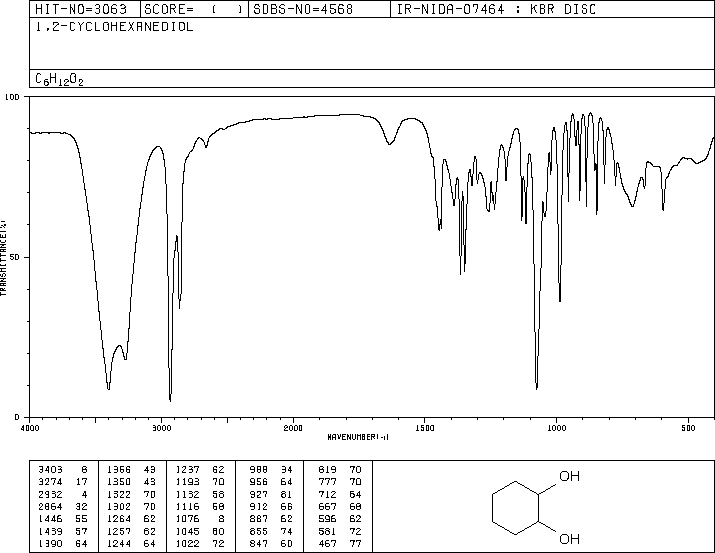 HIT-NO=3063 SCORE= ( ) SDBS-NO=4568 IR-NIDA-07464 : KBR DISC
1,2-CYCLOHEXANEDIOL
C6H12O2
100
50
0
TRANSMITTANCE(%)
4000 3000 2000 1500 1000 500
WAVENUMBER(-1)
3403 8 1366 43 1237 62 988 34 819 70
3274 17 1350 43 1193 70 956 64 777 70
2932 4 1322 70 1132 58 927 81 712 64
2864 32 1302 70 1116 60 912 66 667 68
1446 55 1264 62 1076 8 887 62 596 62
1439 57 1257 62 1045 60 855 74 581 72
1390 64 1244 64 1022 72 847 60 467 77
OH
OH